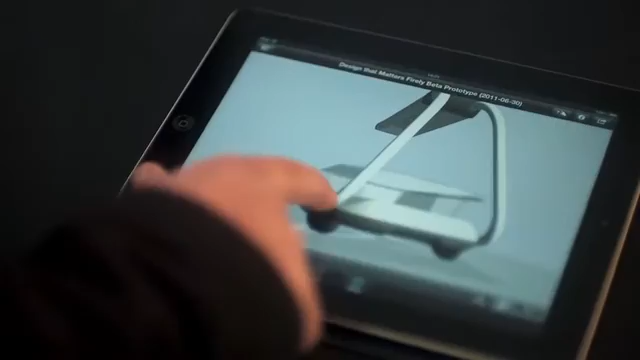 Design that Matters Firefly Beta Prototype (2011-06-30)